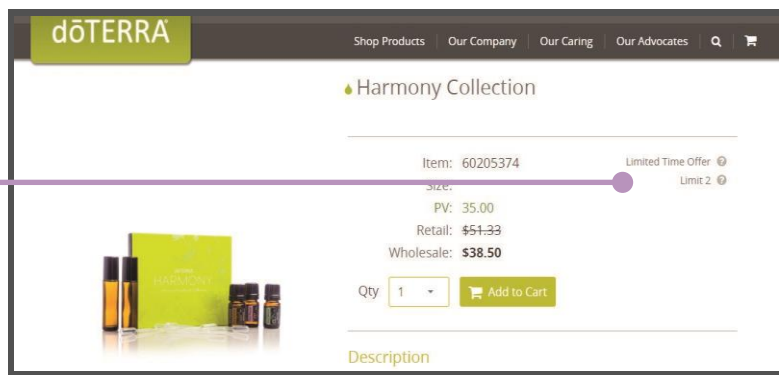 dōTERRA
Shop Products Our Company Our Caring Our Advocates
Harmony Collection
Item: 60205374
Limited Time Offer
Limit 2
Size:
PV: 35.00
Retail: $51.33
Wholesale: $38.50
HARMONY
Qty 1 Add to Cart
Description